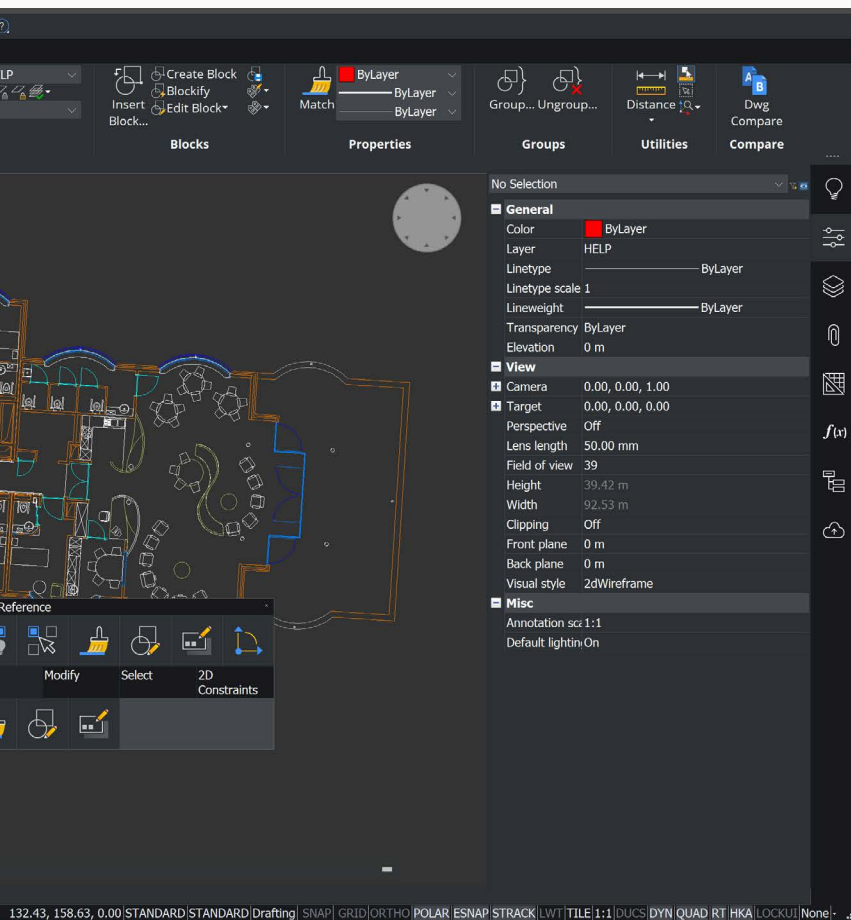 ?
LP
ByLayer
ByLayer
ByLayer
Insert
Block...
Create Block
Blockify
Edit Block
Match
Group... Ungroup...
Distance
A
B
Dwg
Compare
Blocks
Properties
Groups
Utilities
Compare
No Selection
General
Color ByLayer
Layer HELP
Linetype ByLayer
Linetype scale 1
Lineweight ByLayer
Transparency ByLayer
Elevation 0 m
View
Camera 0.00, 0.00, 1.00
Target 0.00, 0.00, 0.00
Perspective Off
Lens length 50.00 mm
Field of view 39
Height 39.42 m
Width 92.53 m
Clipping Off
Front plane 0 m
Back plane 0 m
Visual style 2dWireframe
Misc
Annotation sca 1:1
Default lightin On
f(x)
Reference
Modify Select 2D
Constraints
132.43, 158.63, 0.00 STANDARD STANDARD Drafting SNAP GRID ORTHO POLAR ESNAP STRACK LWT TILE 1:1 DUCS DYN QUAD RT HKA LOCKUI None